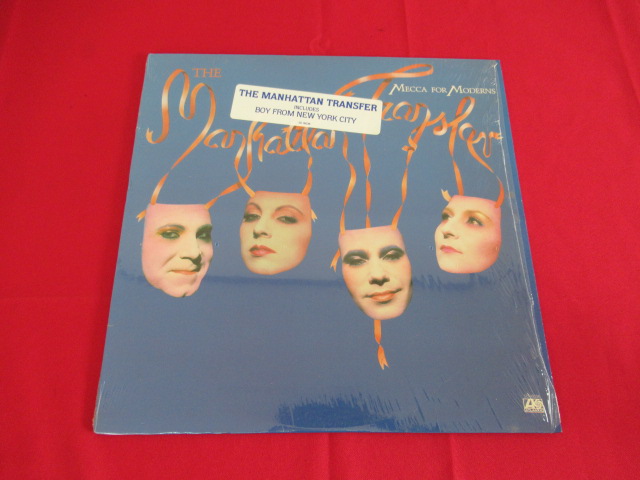 THE
Manhattan Transfer
MECCA FOR MODERNS
THE MANHATTAN TRANSFER
INCLUDES
BOY FROM NEW YORK CITY